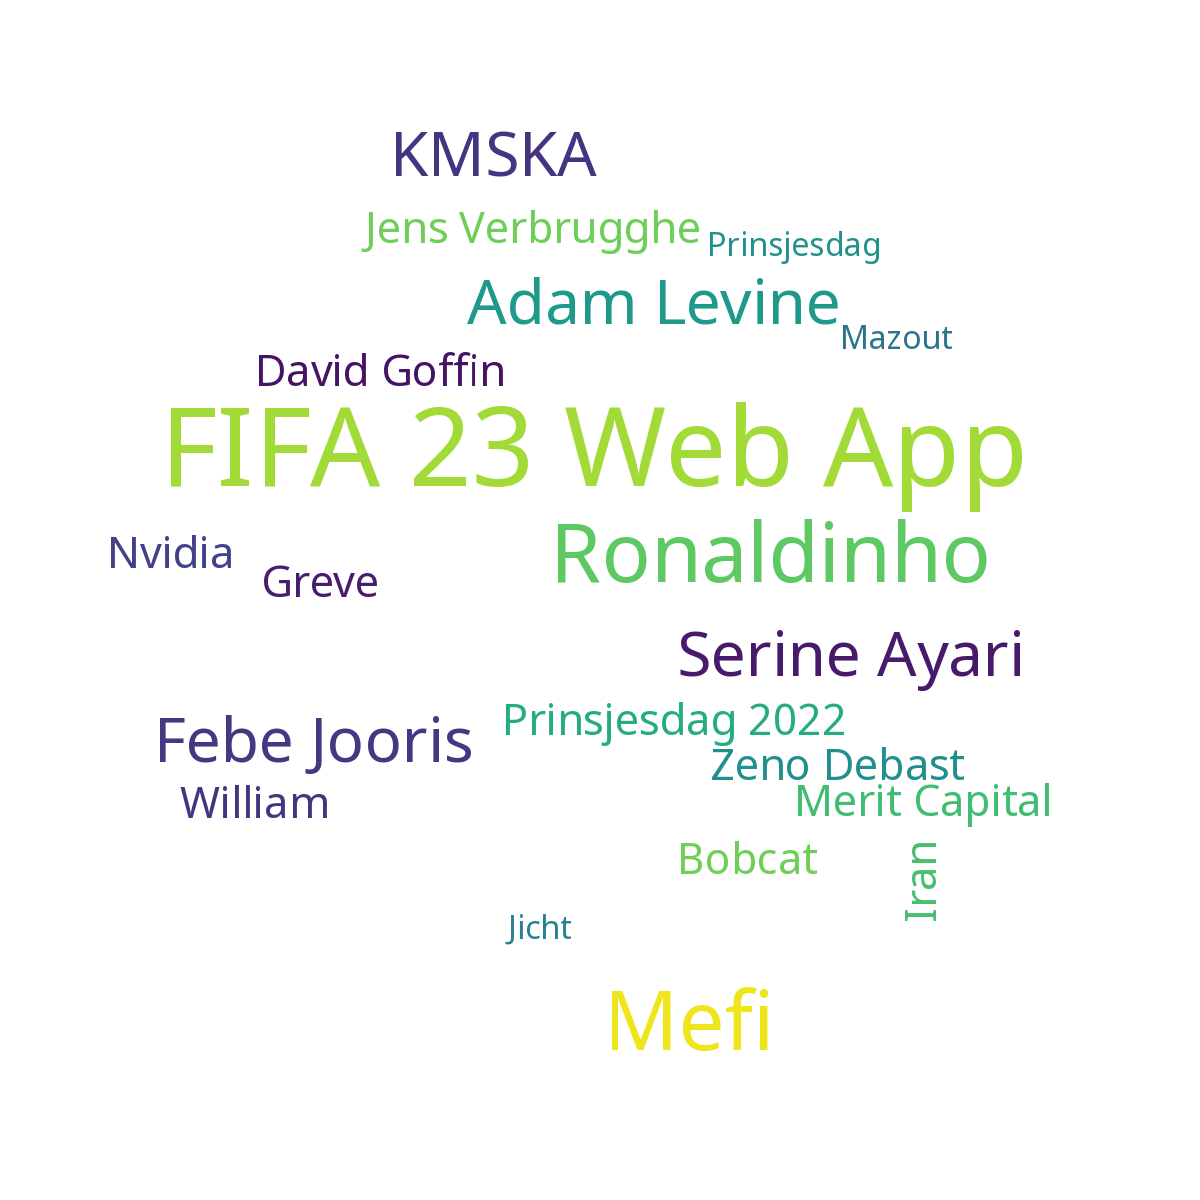 KMSKA
Jens Verbrugghe
Prinsjesdag
Adam Levine
Mazout
David Goffin
FIFA 23 Web App
Nvidia
Ronaldinho
Greve
Serine Ayari
Prinsjesdag 2022
Febe Jooris
Zeno Debast
William
Merit Capital
Bobcat
Iran
Jicht
Mefi